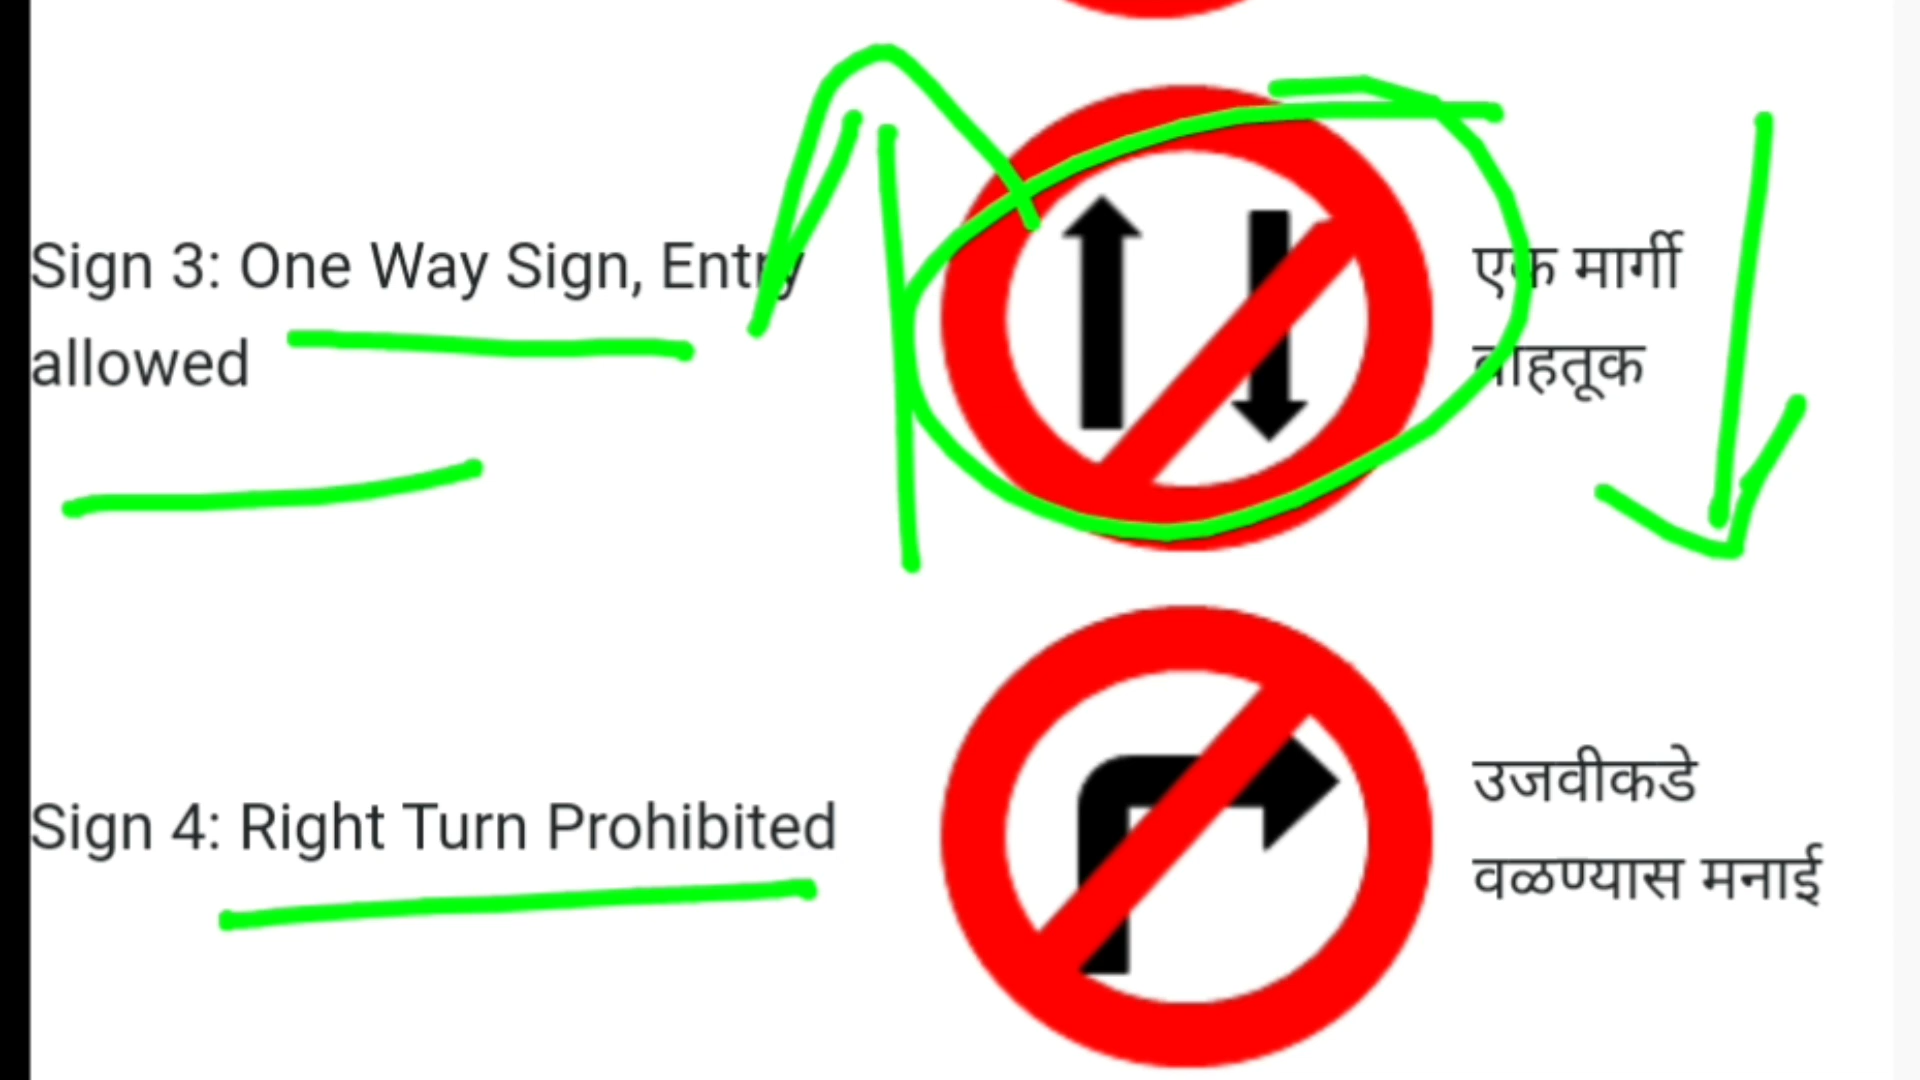 Sign 3: One Way Sign, Entry
allowed
एक मार्गी
वाहतूक
Sign 4: Right Turn Prohibited
उजवीकडे
वळण्यास मनाई